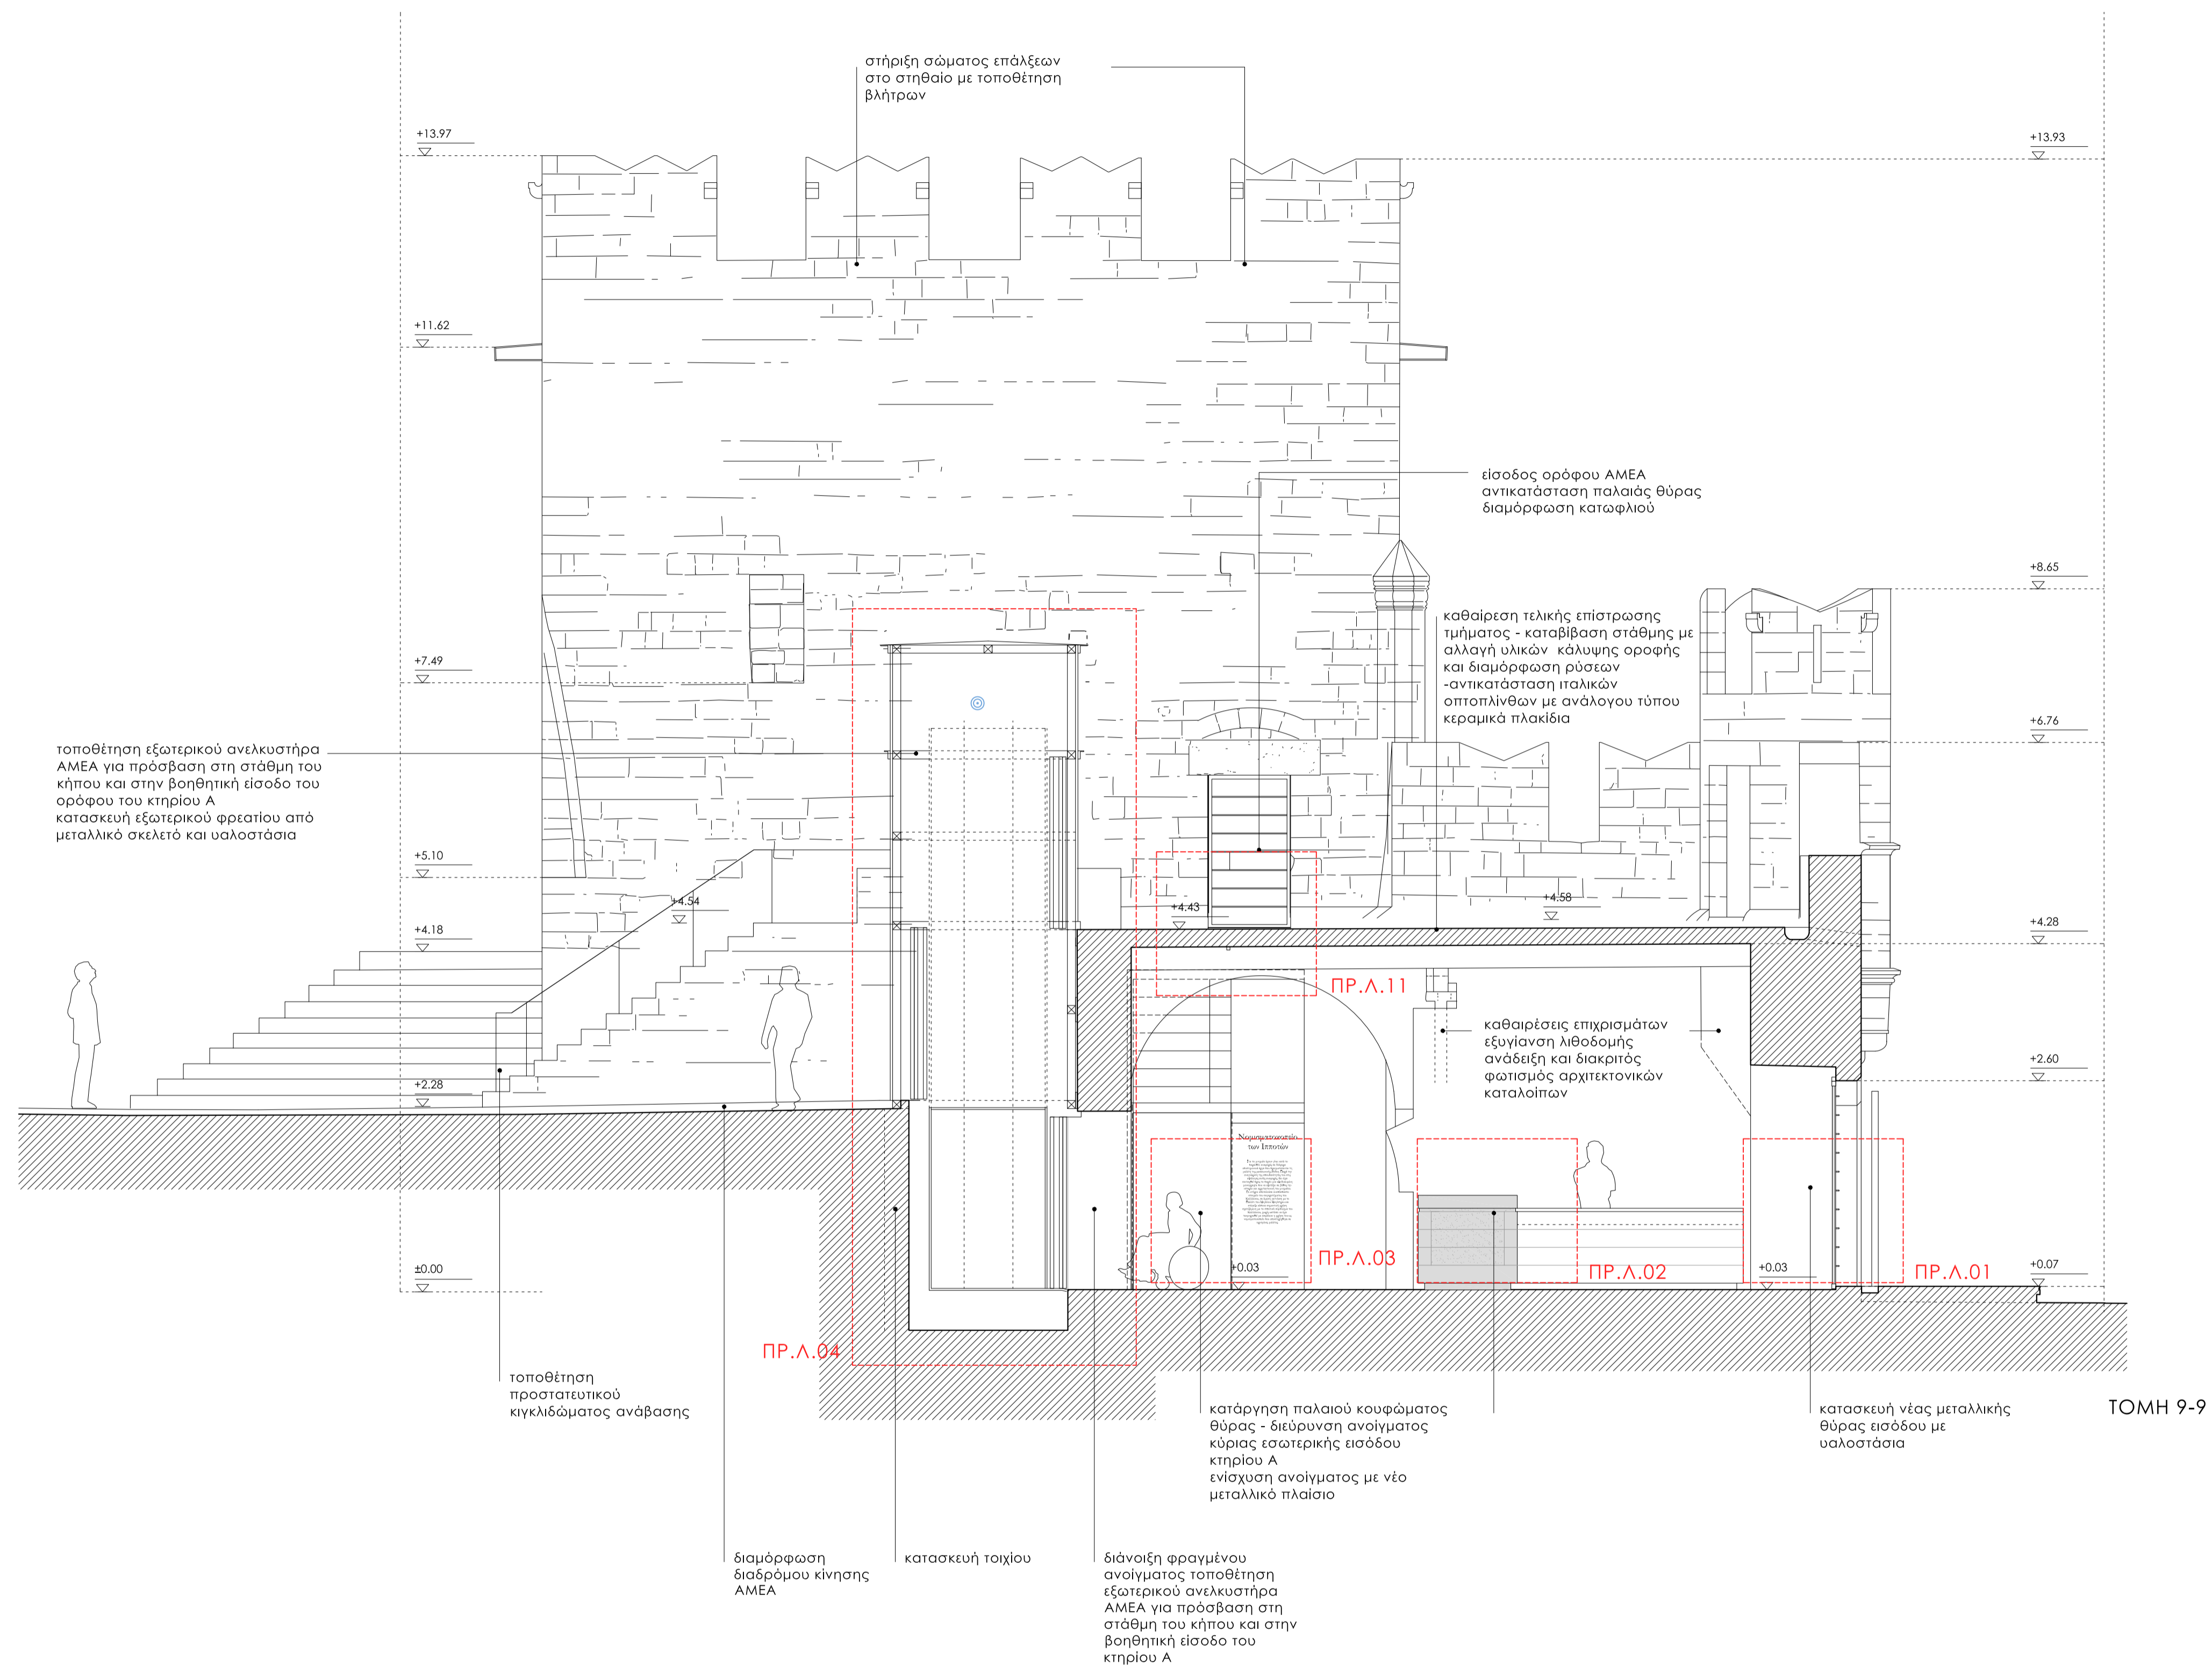 στήριξη σώματος επάλξεων
στο στηθαίο με τοποθέτηση
βλήτρων
+13.97
+13.93
+11.62
είσοδος ορόφου ΑΜΕΑ
αντικατάσταση παλαιάς θύρας
διαμόρφωση κατωφλιού
+8.65
καθαίρεση τελικής επίστρωσης
τμήματος - καταβίβαση στάθμης με
αλλαγή υλικών κάλυψης οροφής
και διαμόρφωση ρύσεων
-αντικατάσταση ιταλικών
οπτοπλίνθων με ανάλογου τύπου
κεραμικά πλακίδια
+7.49
+6.76
τοποθέτηση εξωτερικού ανελκυστήρα
ΑΜΕΑ για πρόσβαση στη στάθμη του
κήπου και στην βοηθητική είσοδο του
ορόφου του κτηρίου Α
κατασκευή εξωτερικού φρεατίου από
μεταλλικό σκελετό και υαλοστάσια
+5.10
+4.54
+4.43
+4.58
+4.18
+4.28
ΠΡ.Λ.11
καθαιρέσεις επιχρισμάτων
εξυγίανση λιθοδομής
ανάδειξη και διακριτός
φωτισμός αρχιτεκτονικών
καταλοίπων
+2.60
+2.28
Νομισματοκοπείο
των Ιπποτών
±0.00
ΠΡ.Λ.03
+0.03
ΠΡ.Λ.02
+0.03
ΠΡ.Λ.01
+0.07
ΠΡ.Λ.04
τοποθέτηση
προστατευτικού
κιγκλιδώματος ανάβασης
κατάργηση παλαιού κουφώματος
θύρας - διεύρυνση ανοίγματος
κύριας εσωτερικής εισόδου
κτηρίου Α
ενίσχυση ανοίγματος με νέο
μεταλλικό πλαίσιο
κατασκευή νέας μεταλλικής
θύρας εισόδου με
υαλοστάσια
ΤΟΜΗ 9-9
διαμόρφωση
διαδρόμου κίνησης
ΑΜΕΑ
κατασκευή τοιχίου
διάνοιξη φραγμένου
ανοίγματος τοποθέτηση
εξωτερικού ανελκυστήρα
ΑΜΕΑ για πρόσβαση στη
στάθμη του κήπου και στην
βοηθητική είσοδο του
κτηρίου Α